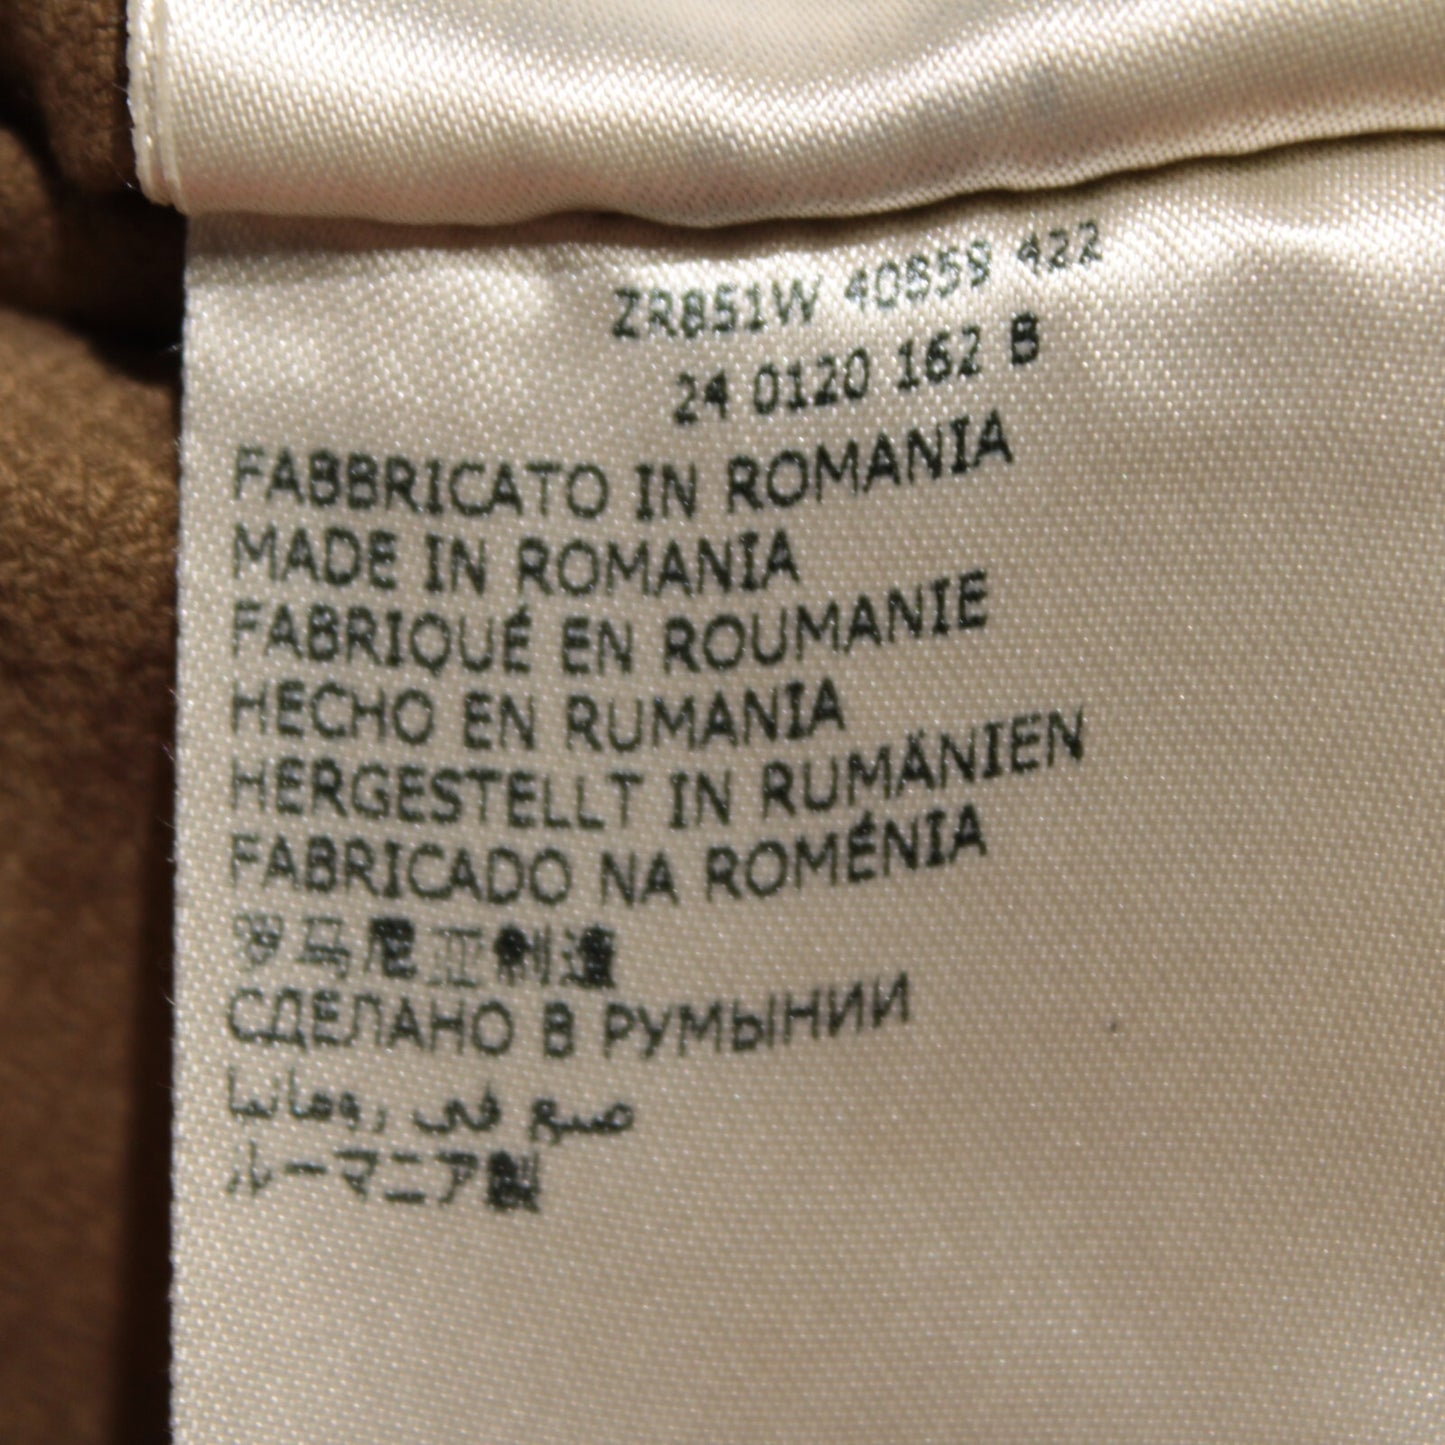 ZR851W 40859 422
24 0120 162 B
FABBRICATO IN ROMANIA
MADE IN ROMANIA
FABRIQUÉ EN ROUMANIE
HECHO EN RUMANIA
HERGESTELLT IN RUMÄNIEN
FABRICADO NA ROMÉNIA
罗马尼亚制造
СДЕЛАНО В РУМЫНИИ
صنع في رومانيا
ルーマニア製